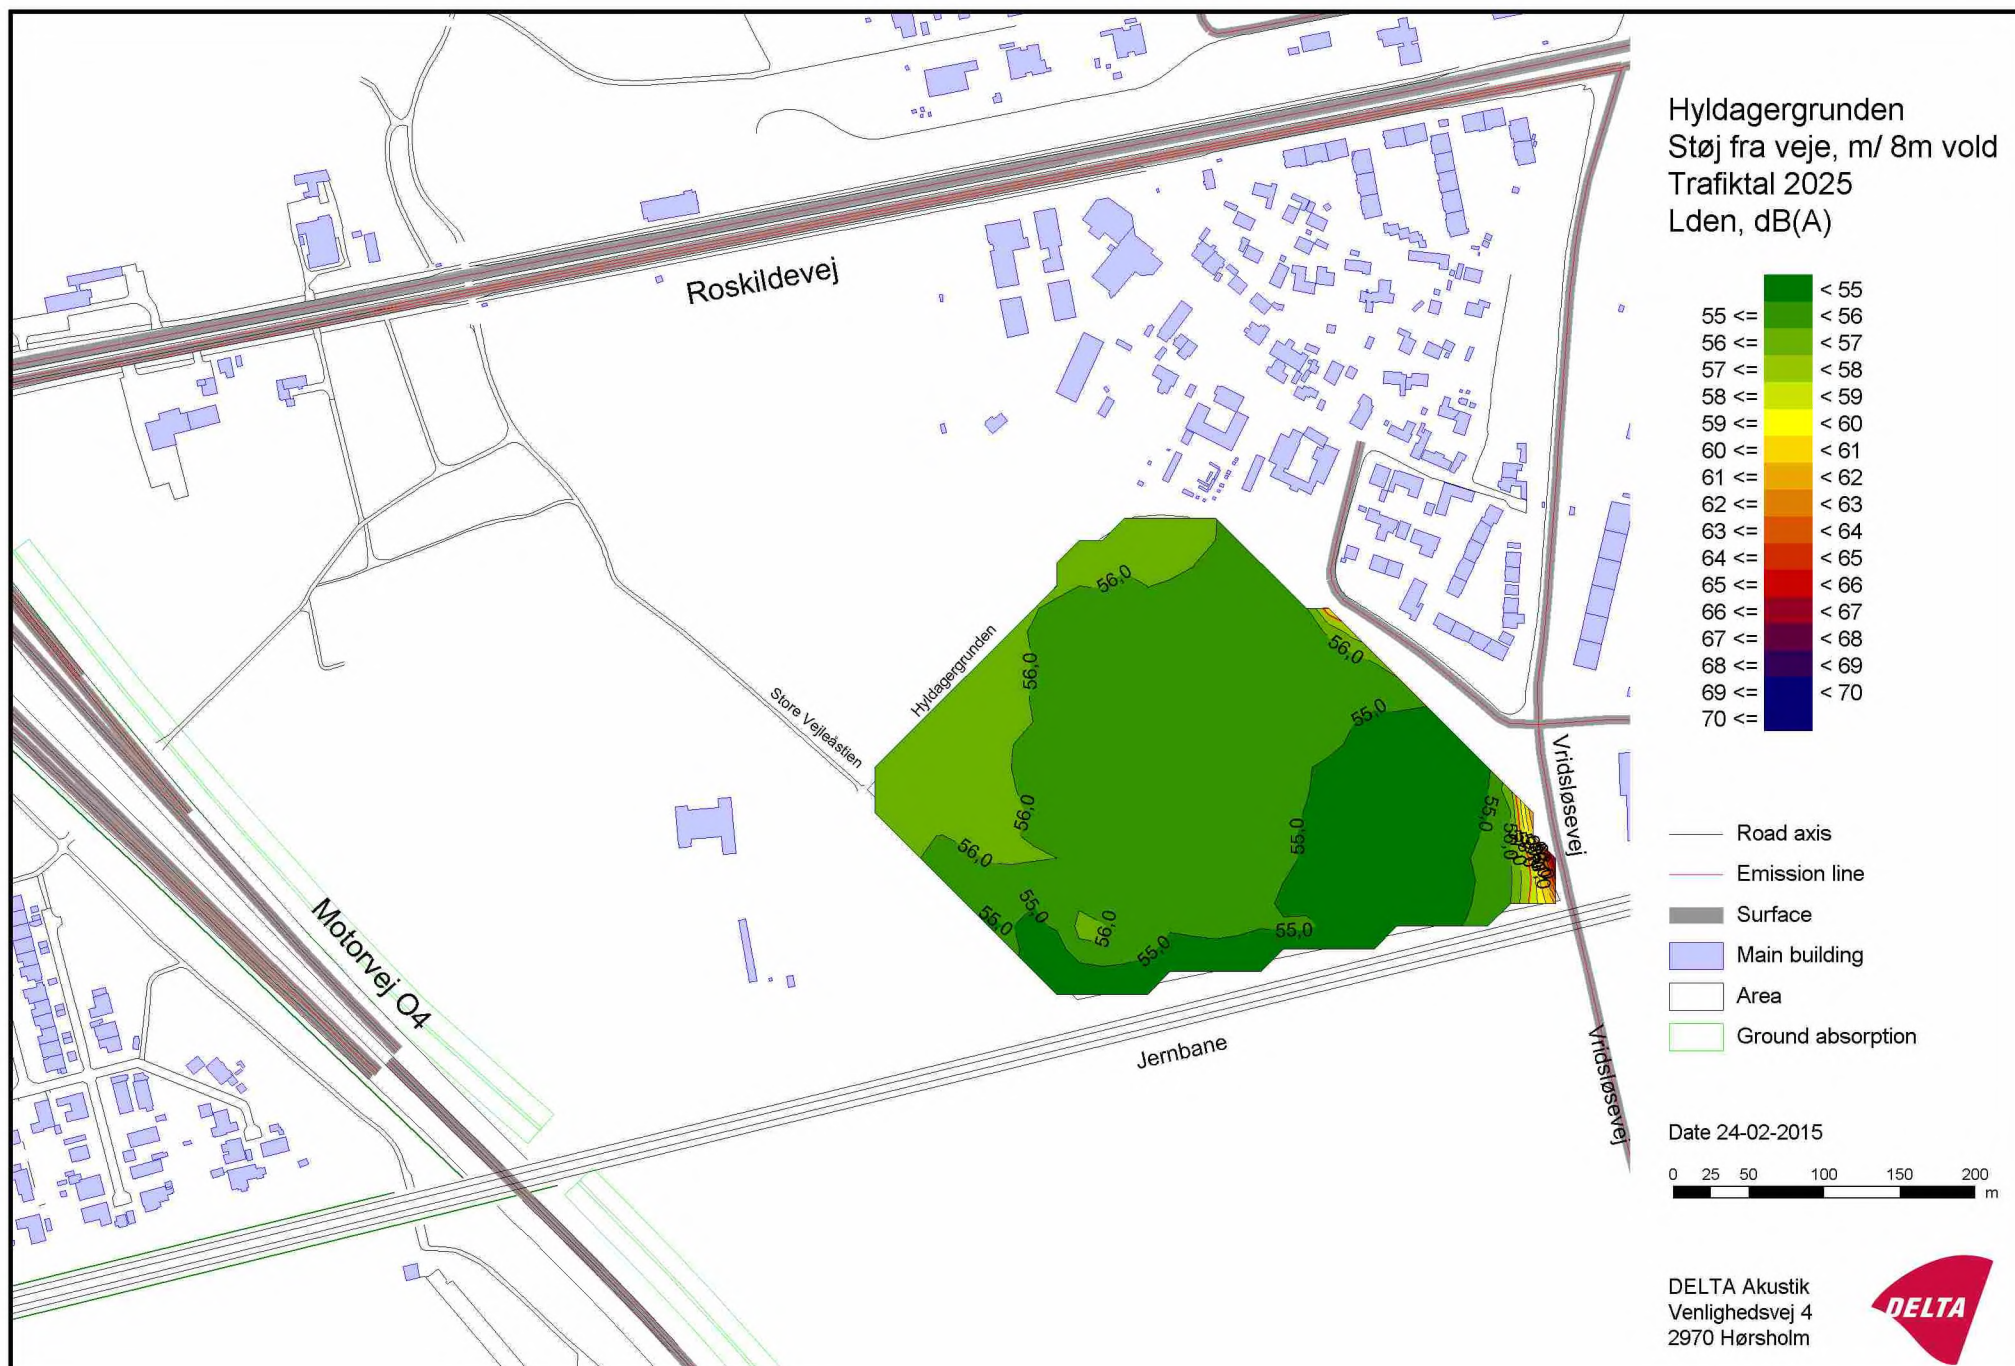 Hyldagergrunden
Støj fra veje, m/ 8m vold
Trafiktal 2025
Lden, dB(A)
< 55
55 <= < 56
56 <= < 57
57 <= < 58
58 <= < 59
59 <= < 60
60 <= < 61
61 <= < 62
62 <= < 63
63 <= < 64
64 <= < 65
65 <= < 66
66 <= < 67
67 <= < 68
68 <= < 69
69 <= < 70
70 <=
Road axis
Emission line
Surface
Main building
Area
Ground absorption
Date 24-02-2015
0 25 50 100 150 200
m
DELTA Akustik
Venlighedsvej 4
2970 Hørsholm
DELTA
Roskildevej
Hyldagergrunden
Store Vejleåstien
Motorvej O4
Jernbane
Vridsløsevej
Vridsløsevej
56,0
56,0
56,0
55,0
56,0
55,0
55,0
56,0
55,0
55,0
56,0
55,0
55,0